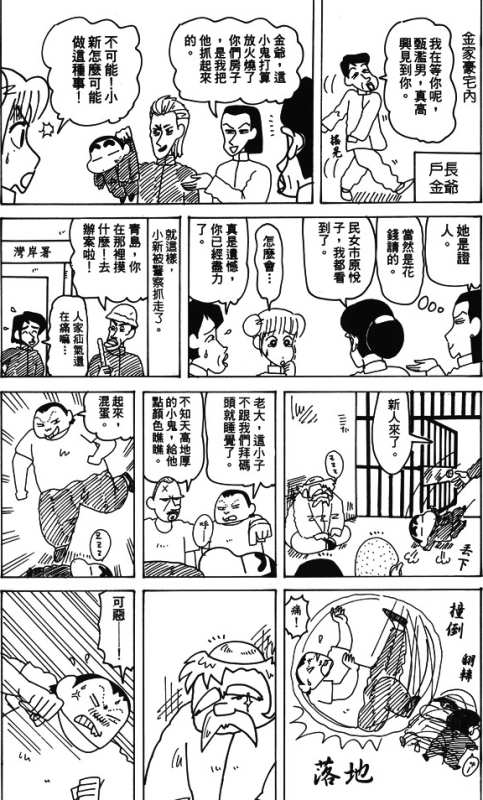 金家豪宅內
我在等你呢，
甄濫男，真高
興見到你。
搖晃
戶長
金爺
金爺，這
小鬼打算
放火燒了
你們房子
，是我把
他抓起來
的。
不可能！小
新怎麼可能
做這種事！
她是證
人。
當然是花
錢請的。
民女市原悅
子，我都看
到了。
怎麼會…
真是遺憾，
你已經盡力
了。
就這樣，
小新被警察抓走了。
青島，你
在那裡摸
什麼！去
辦案啦！
灣岸署
人家疝氣還
在痛嘛…
新人來了。
丟下
ZZZ
老大，這小子
不跟我們拜碼
頭就睡覺了。
不知天高地厚
的小鬼，給他
點顏色瞧瞧。
呼
起來，
混蛋。
ZZZ
撞倒
翻轉
痛！
落地
可惡——！